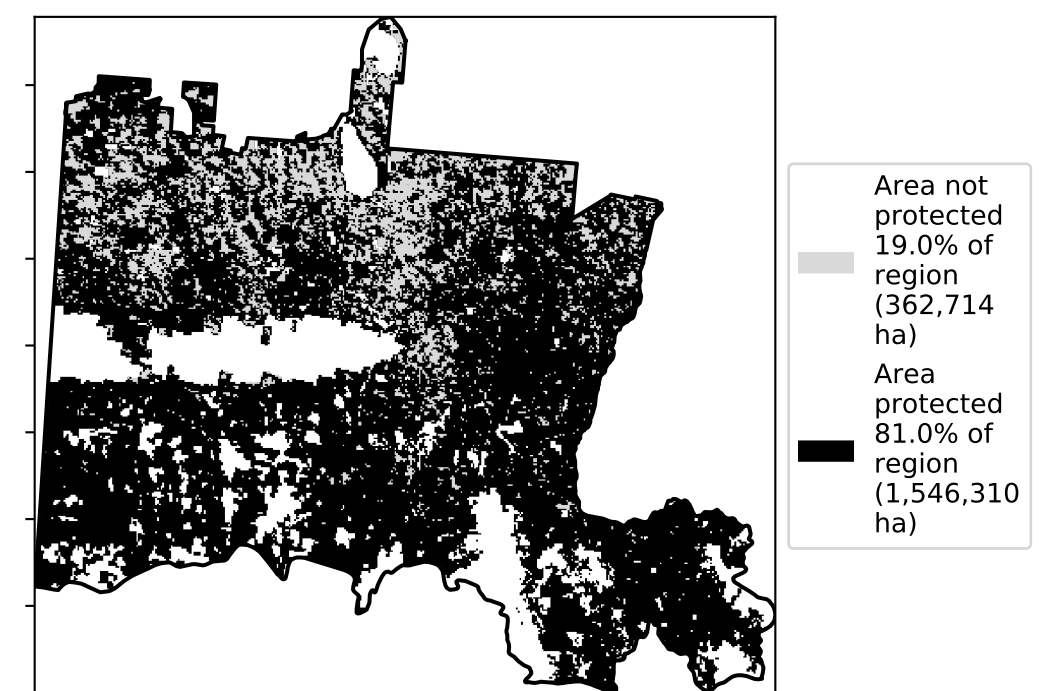 Area not
protected
19.0% of
region
(362,714
ha)
Area
protected
81.0% of
region
(1,546,310
ha)